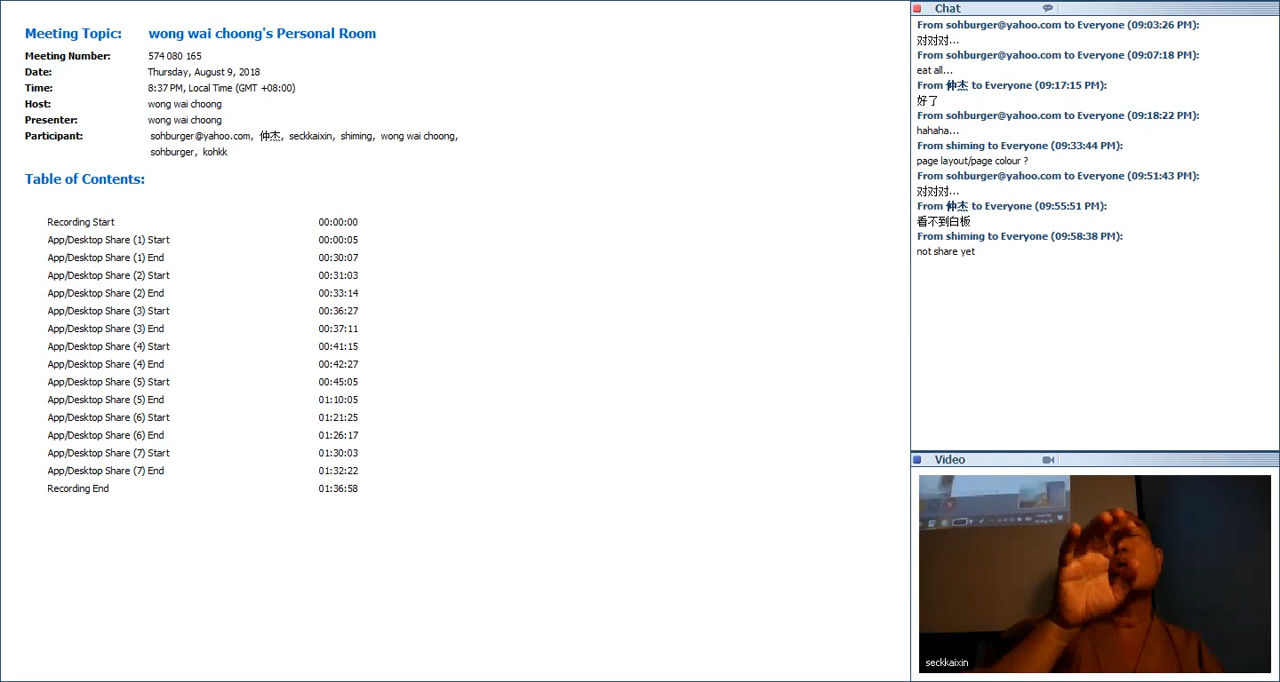 Meeting Topic: wong wai choong's Personal Room
Meeting Number: 574 080 165
Date: Thursday, August 9, 2018
Time: 8:37 PM, Local Time (GMT +08:00)
Host: wong wai choong
Presenter: wong wai choong
Participant: sohburger@yahoo.com, 仲杰, seckkaixin, shiming, wong wai choong,
sohburger, kohkk
Table of Contents:
Recording Start 00:00:00
App/Desktop Share (1) Start 00:00:05
App/Desktop Share (1) End 00:30:07
App/Desktop Share (2) Start 00:31:03
App/Desktop Share (2) End 00:33:14
App/Desktop Share (3) Start 00:36:27
App/Desktop Share (3) End 00:37:11
App/Desktop Share (4) Start 00:41:15
App/Desktop Share (4) End 00:42:27
App/Desktop Share (5) Start 00:45:05
App/Desktop Share (5) End 01:10:05
App/Desktop Share (6) Start 01:21:25
App/Desktop Share (6) End 01:26:17
App/Desktop Share (7) Start 01:30:03
App/Desktop Share (7) End 01:32:22
Recording End 01:36:58
Chat
From sohburger@yahoo.com to Everyone (09:03:26 PM):
对对对...
From sohburger@yahoo.com to Everyone (09:07:18 PM):
eat all...
From 仲杰 to Everyone (09:17:15 PM):
好了
From sohburger@yahoo.com to Everyone (09:18:22 PM):
hahaha...
From shiming to Everyone (09:33:44 PM):
page layout/page colour ?
From sohburger@yahoo.com to Everyone (09:51:43 PM):
对对对...
From 仲杰 to Everyone (09:55:51 PM):
看不到白板
From shiming to Everyone (09:58:38 PM):
not share yet
Video
seckkaixin